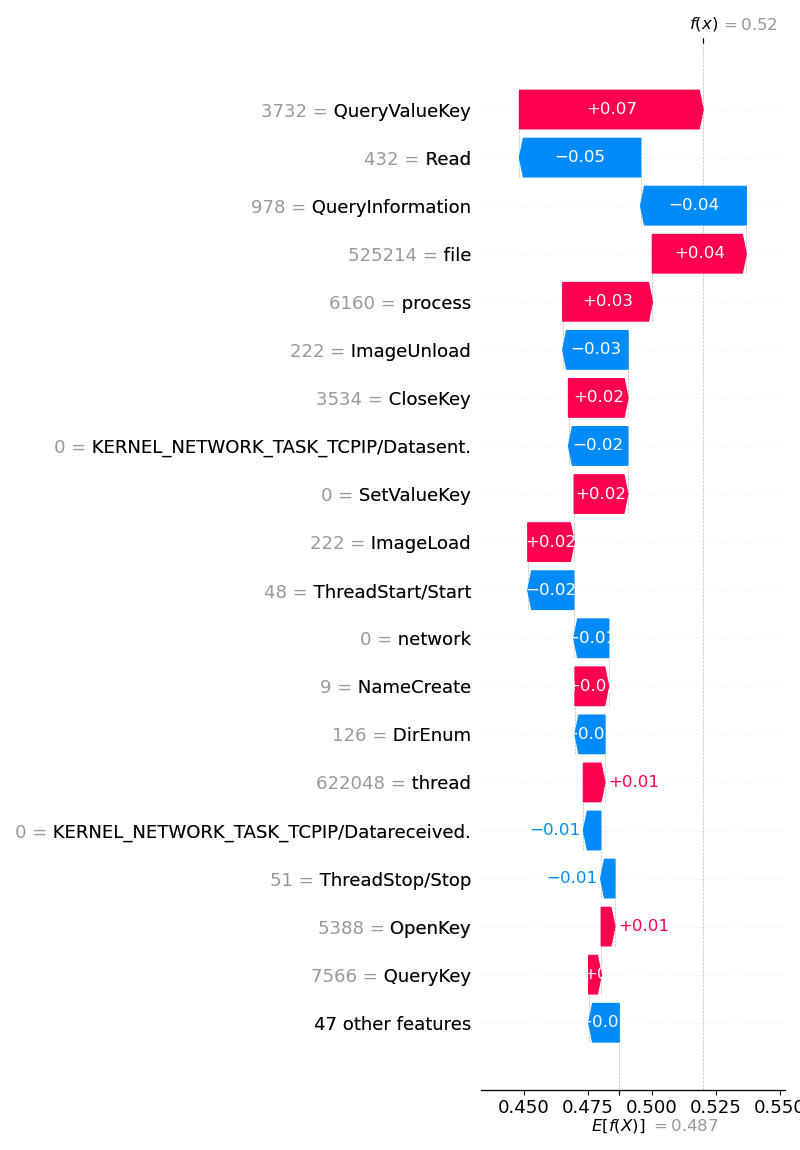 f(x) = 0.52
3732 = QueryValueKey +0.07
432 = Read −0.05
978 = QueryInformation −0.04
525214 = file +0.04
6160 = process +0.03
222 = ImageUnload −0.03
3534 = CloseKey +0.02
0 = KERNEL_NETWORK_TASK_TCPIP/Datasent. −0.02
0 = SetValueKey +0.02
222 = ImageLoad +0.02
48 = ThreadStart/Start −0.02
0 = network −0.01
9 = NameCreate
126 = DirEnum
622048 = thread +0.01
0 = KERNEL_NETWORK_TASK_TCPIP/Datareceived. −0.01
51 = ThreadStop/Stop −0.01
5388 = OpenKey +0.01
7566 = QueryKey
47 other features
0.450 0.475 0.500 0.525 0.550
E[f(X)] = 0.487